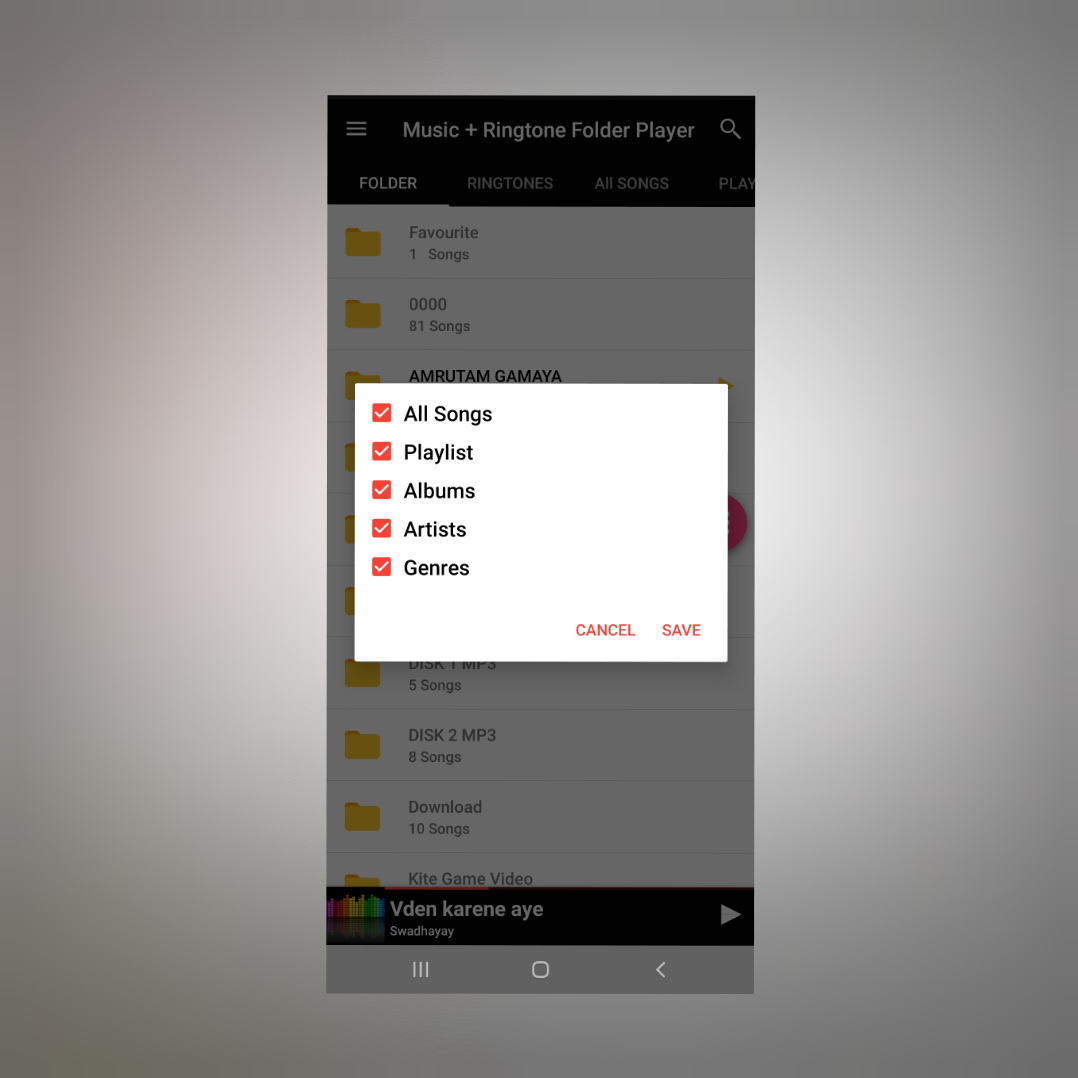 Music + Ringtone Folder Player
FOLDER RINGTONES All SONGS PLAY
Favourite
1 Songs
0000
81 Songs
AMRUTAM GAMAYA
All Songs
Playlist
Albums
Artists
Genres
CANCEL SAVE
DISK 1 MP3
5 Songs
DISK 2 MP3
8 Songs
Download
10 Songs
Kite Game Video
Vden karene aye
Swadhayay